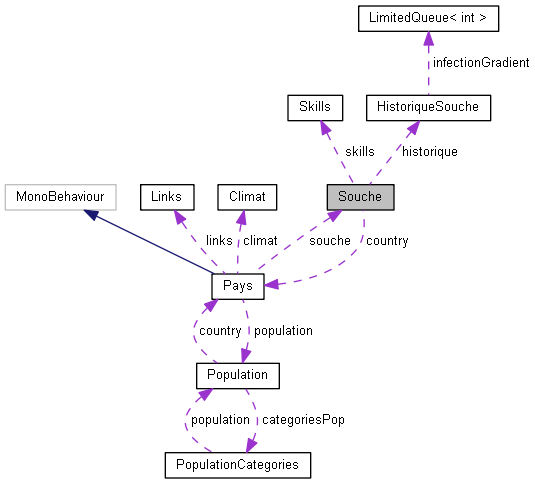 LimitedQueue< int >
infectionGradient
Skills
HistoriqueSouche
skills
historique
MonoBehaviour
Links
Climat
Souche
links
climat
souche
country
Pays
country
population
Population
population
categoriesPop
PopulationCategories